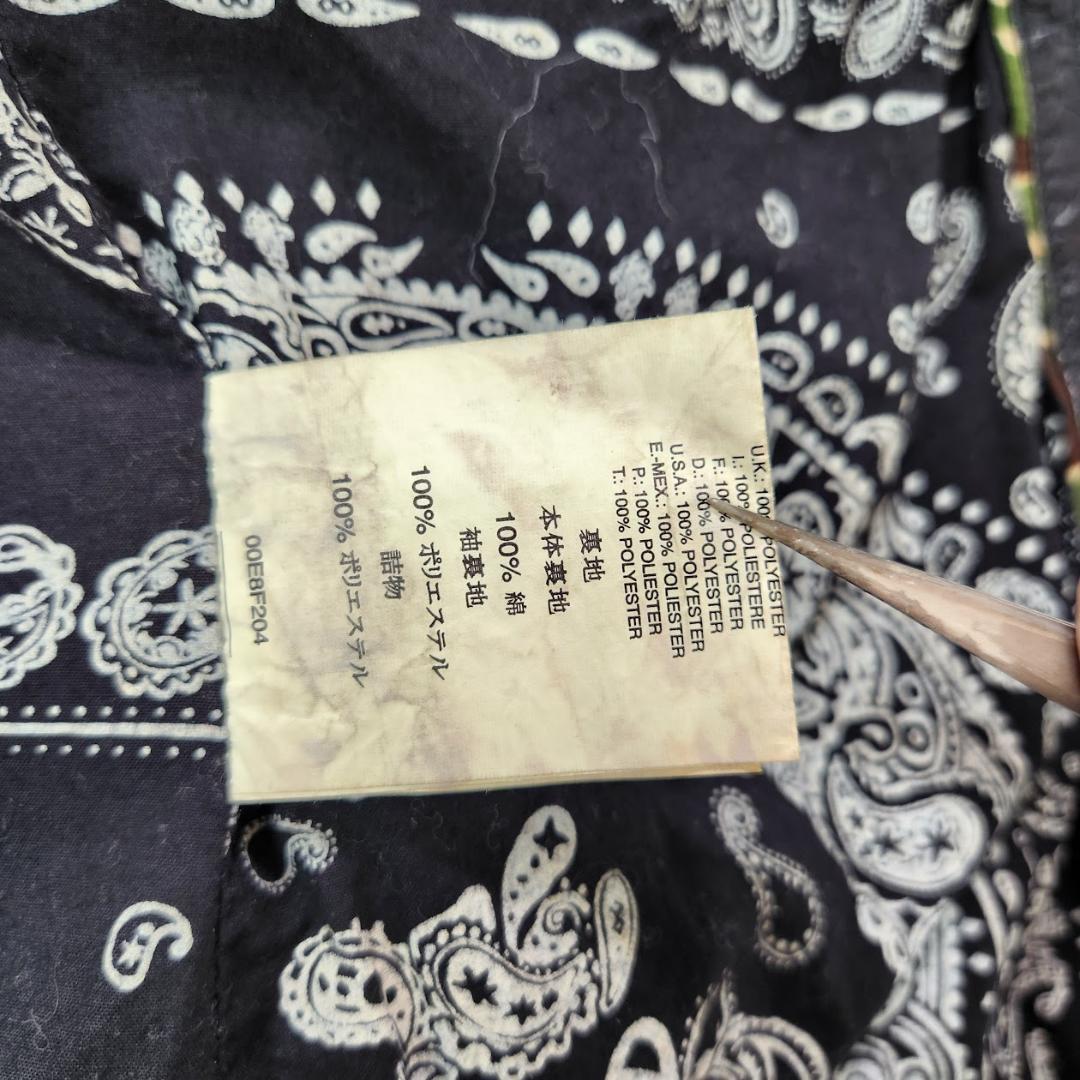 U.K.: 100% POLYESTER
I.: 100% POLIESTERE
F.: 100% POLYESTER
D.: 100% POLYESTER
U.S.A.: 100% POLYESTER
E.-MEX.: 100% POLIESTER
P.: 100% POLIESTER
T.: 100% POLYESTER
裏地
本体裏地
100% 綿
袖裏地
100% ポリエステル
詰物
100% ポリエステル
00E8F204